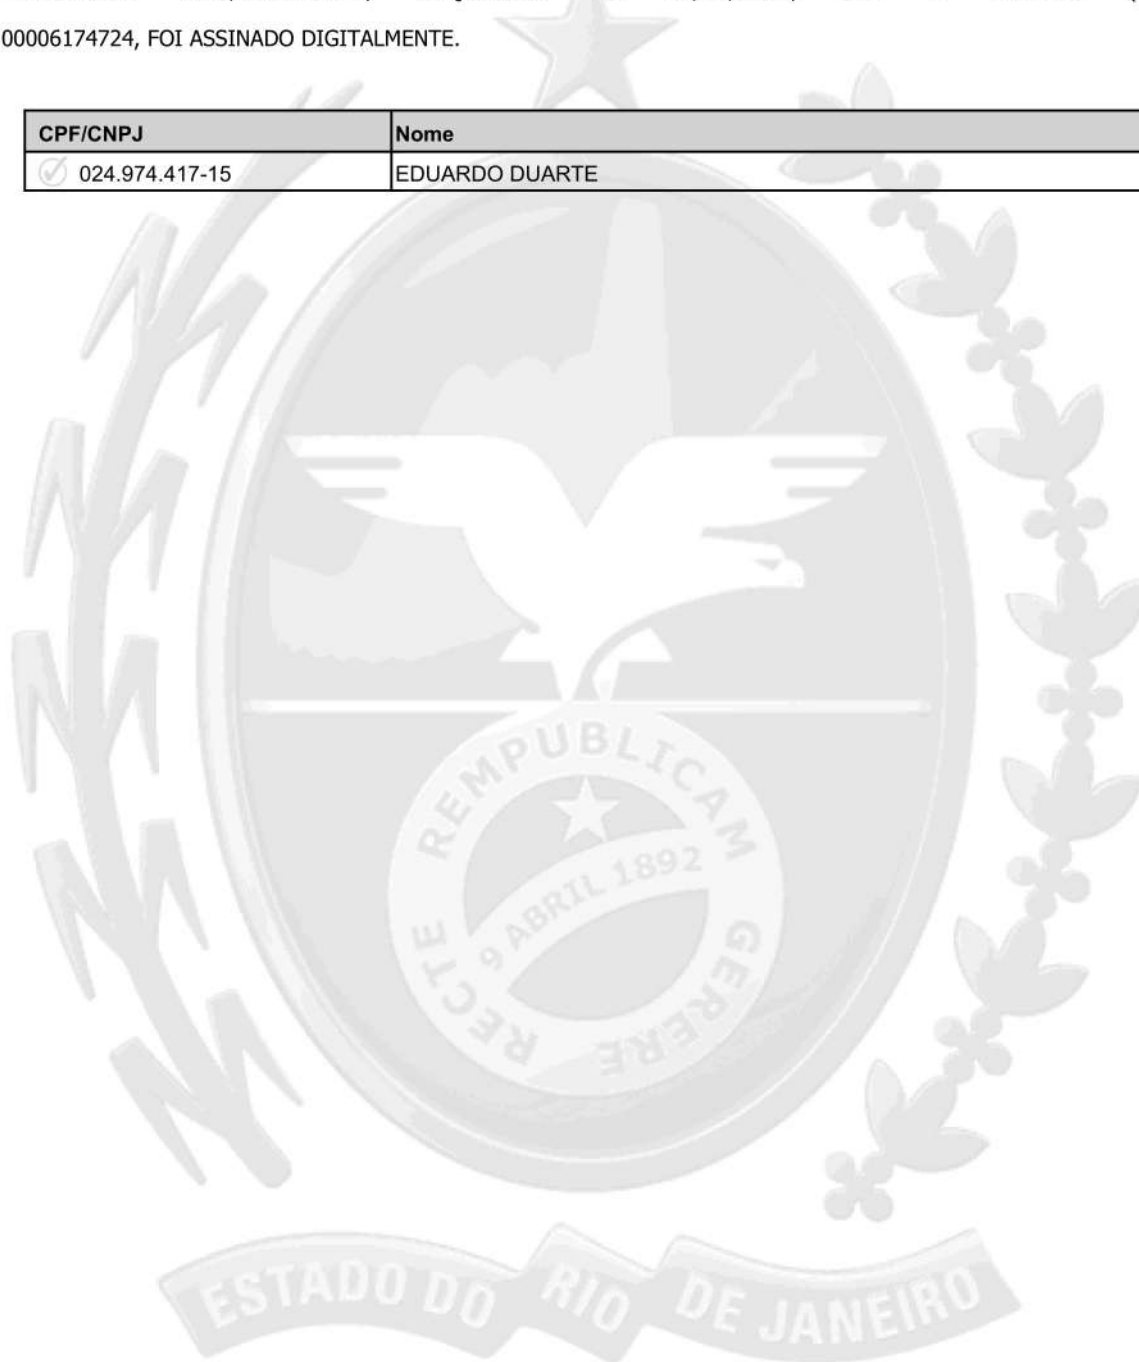 00006174724, FOI ASSINADO DIGITALMENTE.
CPF/CNPJ Nome
024.974.417-15 EDUARDO DUARTE
RECTE REMPUBLICAM GERERE
9 ABRIL 1892
ESTADO DO RIO DE JANEIRO